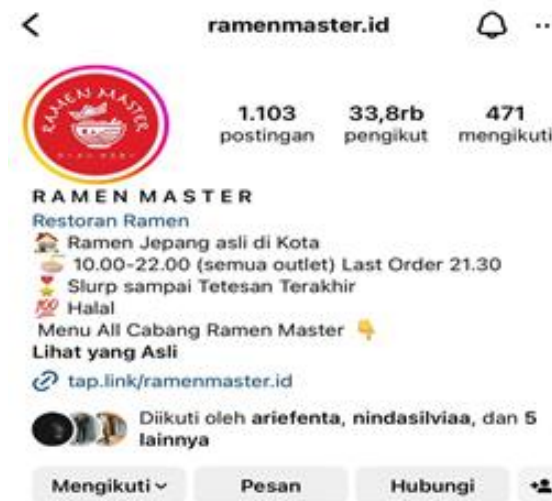 ramenmaster.id
RAMEN MASTER
1.103 33,8rb 471
postingan pengikut mengikuti
RAMEN MASTER
Restoran Ramen
Ramen Jepang asli di Kota
10.00-22.00 (semua outlet) Last Order 21.30
Slurp sampai Tetesan Terakhir
💯 Halal
Menu All Cabang Ramen Master 👇
Lihat yang Asli
tap.link/ramenmaster.id
Diikuti oleh ariefenta, nindasilviaa, dan 5
lainnya
Mengikuti Pesan Hubungi